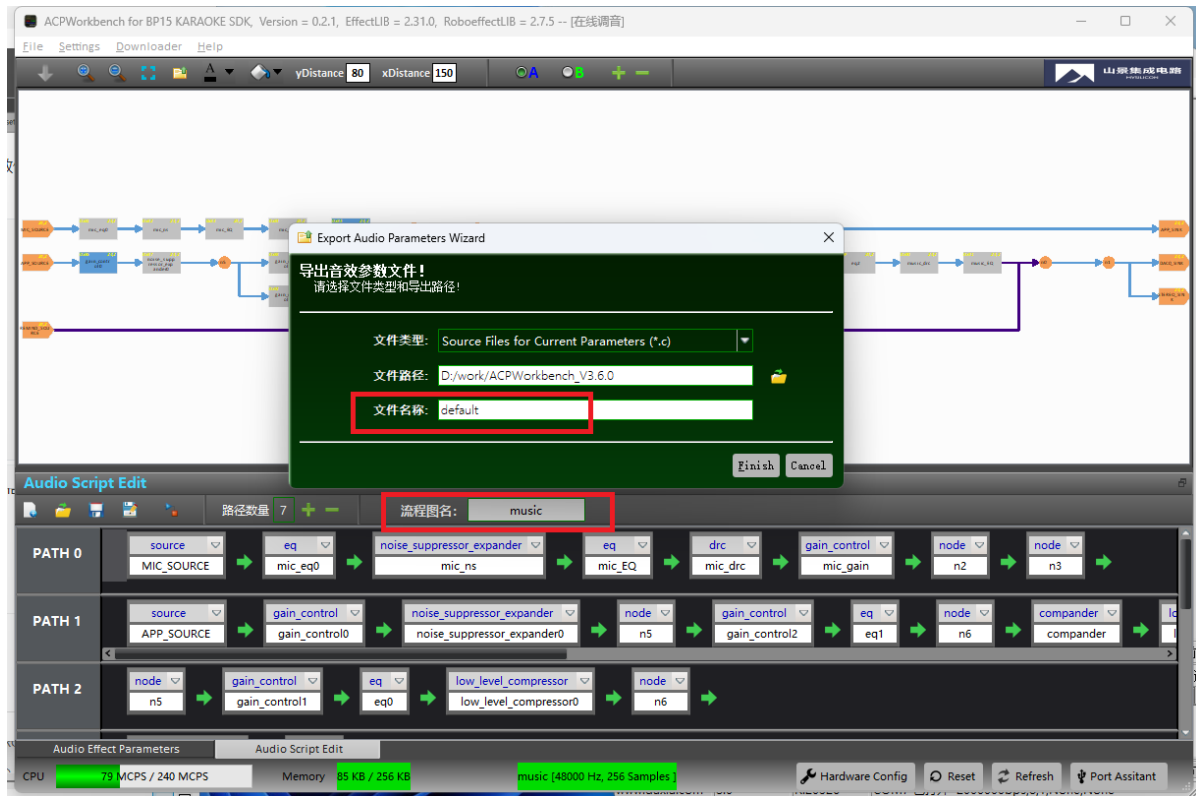 ACPWorkbench for BP15 KARAOKE SDK, Version = 0.2.1, EffectLIB = 2.31.0, RoboeffectLIB = 2.7.5 -- [在线调音]
File Settings Downloader Help
A yDistance 80 xDistance 150 A B
山景集成电路
MVSILICON
Export Audio Parameters Wizard
导出音效参数文件！
请选择文件类型和导出路径！
文件类型: Source Files for Current Parameters (*.c)
文件路径: D:/work/ACPWorkbench_V3.6.0
文件名称: default
Finish Cancel
Audio Script Edit
路径数量 7 流程图名: music
PATH 0
source eq noise_suppressor_expander eq drc gain_control node node
MIC_SOURCE mic_eq0 mic_ns mic_EQ mic_drc mic_gain n2 n3
PATH 1
source gain_control noise_suppressor_expander node gain_control eq node compander
APP_SOURCE gain_control0 noise_suppressor_expander0 n5 gain_control2 eq1 n6 compander
PATH 2
node gain_control eq low_level_compressor node
n5 gain_control1 eq0 low_level_compressor0 n6
Audio Effect Parameters Audio Script Edit
CPU 79 MCPS / 240 MCPS Memory 85 KB / 256 KB music [48000 Hz, 256 Samples ] Hardware Config Reset Refresh Port Assitant